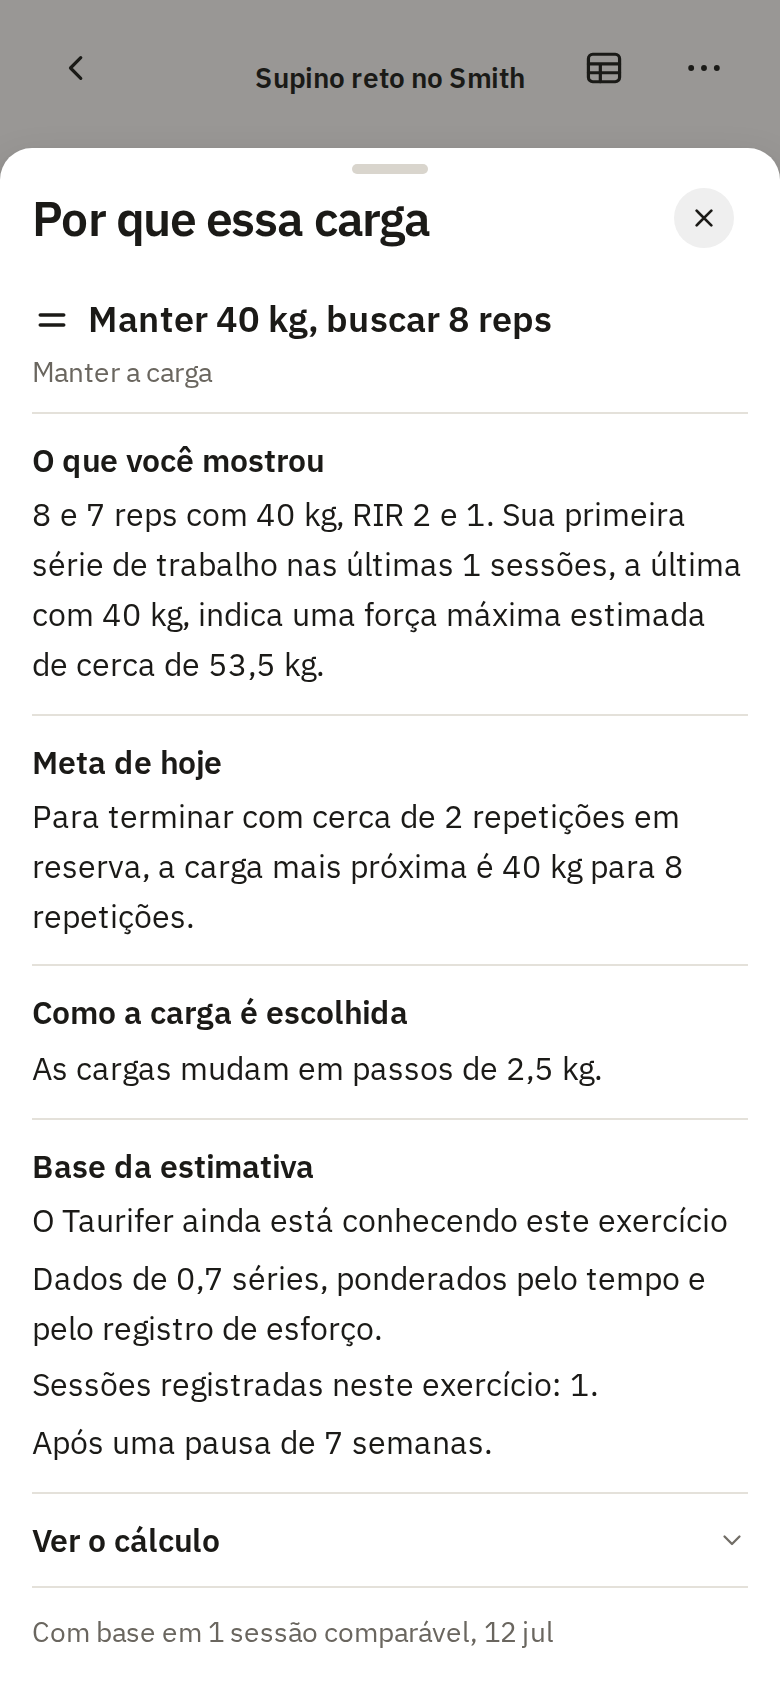 Supino reto no Smith
Por que essa carga
Manter 40 kg, buscar 8 reps
Manter a carga
O que você mostrou
8 e 7 reps com 40 kg, RIR 2 e 1. Sua primeira
série de trabalho nas últimas 1 sessões, a última
com 40 kg, indica uma força máxima estimada
de cerca de 53,5 kg.
Meta de hoje
Para terminar com cerca de 2 repetições em
reserva, a carga mais próxima é 40 kg para 8
repetições.
Como a carga é escolhida
As cargas mudam em passos de 2,5 kg.
Base da estimativa
O Taurifer ainda está conhecendo este exercício
Dados de 0,7 séries, ponderados pelo tempo e
pelo registro de esforço.
Sessões registradas neste exercício: 1.
Após uma pausa de 7 semanas.
Ver o cálculo
Com base em 1 sessão comparável, 12 jul